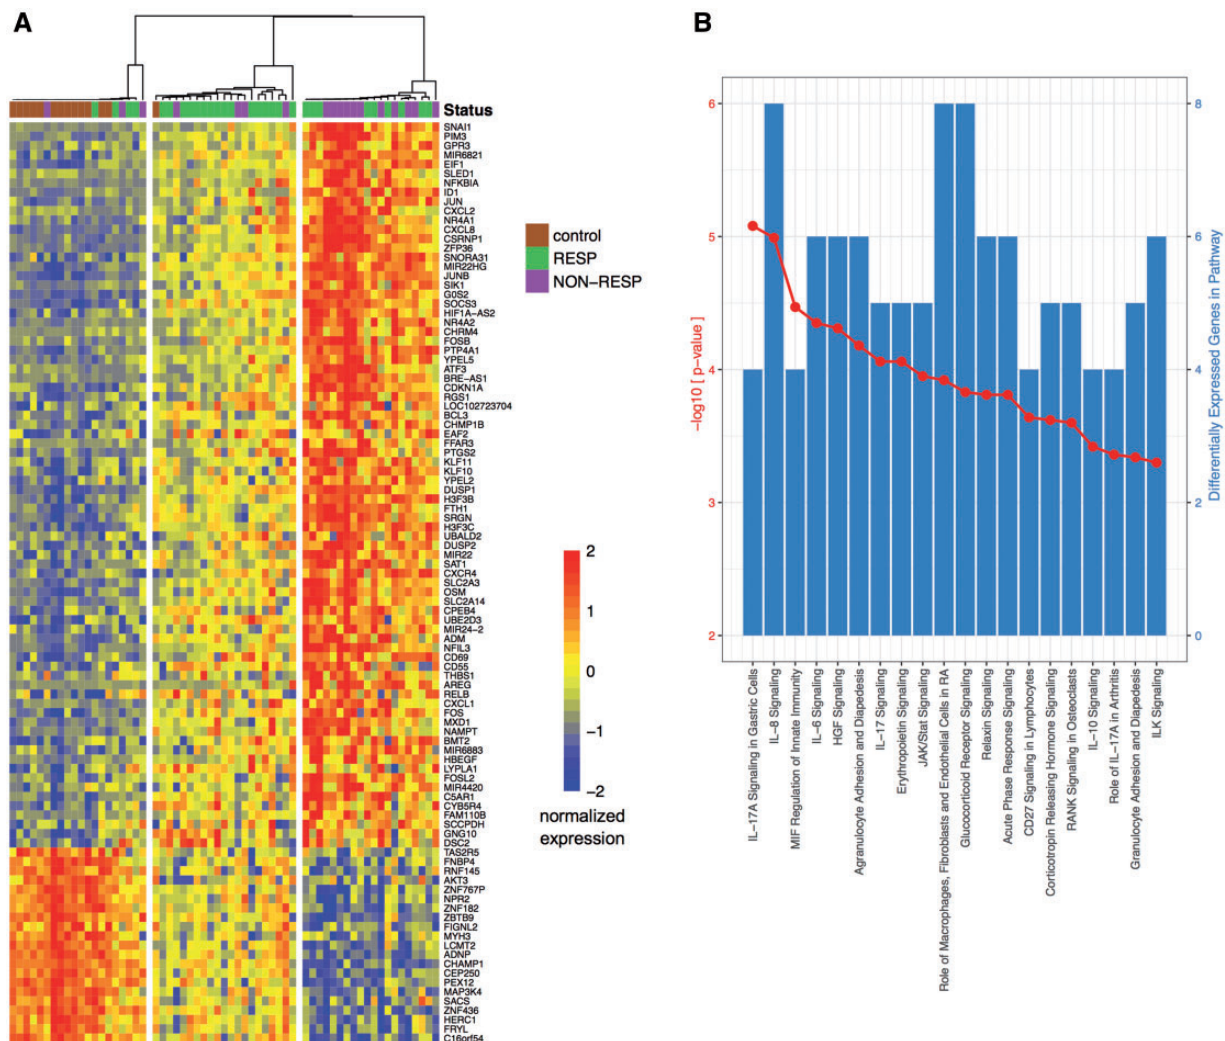 A
Status
SNAI1
PIM3
GPR3
MIR6821
EIF1
SLED1
NFKBIA
ID1
JUN
CXCL2
NR4A1
CXCL8
CSRNP1
ZFP36
SNORA31
MIR22HG
JUNB
SIK1
G0S2
SOCS3
HIF1A-AS2
NR4A2
CHRM4
FOSB
PTP4A1
YPEL5
ATF3
BRE-AS1
CDKN1A
RGS1
LOC102723704
BCL3
CHMP1B
EAF2
FFAR3
PTGS2
KLF11
KLF10
YPEL2
DUSP1
H3F3B
FTH1
SRGN
H3F3C
UBALD2
DUSP2
MIR22
SAT1
CXCR4
SLC2A3
OSM
SLC2A14
CPEB4
UBE2D3
MIR24-2
ADM
NFIL3
CD69
CD55
THBS1
AREG
RELB
CXCL1
FOS
MXD1
NAMPT
BMT2
MIR6883
HBEGF
LYPLA1
FOSL2
MIR4420
C5AR1
CYB5R4
FAM110B
SCCPDH
GNG10
DSC2
TAS2R5
FNBP4
RNF145
AKT3
ZNF767P
NPR2
ZNF182
ZBTB9
FIGNL2
MYH3
LCMT2
ADNP
CHAMP1
CEP250
PEX12
MAP3K4
SACS
ZNF436
HERC1
FRYL
C16orf54
control
RESP
NON-RESP
2
1
0
-1
-2
normalized
expression
B
6
5
4
3
2
-log10 [ p-value ]
8
6
4
2
0
Differentially Expressed Genes in Pathway
IL-17A Signaling in Gastric Cells
IL-8 Signaling
MIF Regulation of Innate Immunity
IL-6 Signaling
HGF Signaling
Agranulocyte Adhesion and Diapedesis
IL-17 Signaling
Erythropoietin Signaling
JAK/Stat Signaling
Role of Macrophages, Fibroblasts and Endothelial Cells in RA
Glucocorticoid Receptor Signaling
Relaxin Signaling
Acute Phase Response Signaling
CD27 Signaling in Lymphocytes
Corticotropin Releasing Hormone Signaling
RANK Signaling in Osteoclasts
IL-10 Signaling
Role of IL-17A in Arthritis
Granulocyte Adhesion and Diapedesis
ILK Signaling